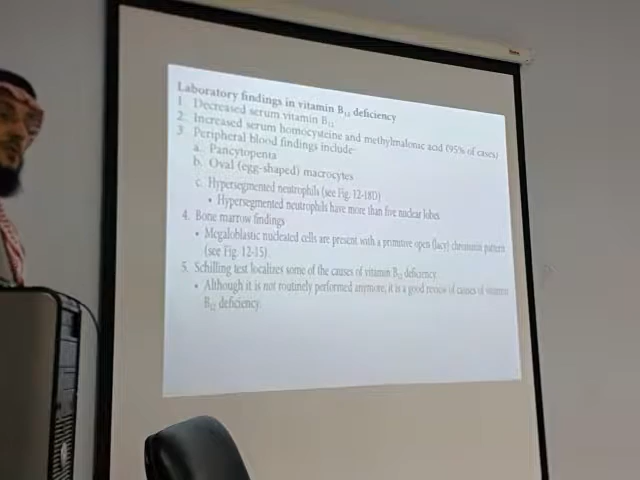 Laboratory findings in vitamin B₁₂ deficiency
1 Decreased serum vitamin B₁₂
2. Increased serum homocysteine and methylmalonic acid (95% of cases)
3 Peripheral blood findings include
a. Pancytopenia
b. Oval (egg-shaped) macrocytes
c. Hypersegmented neutrophils (see Fig. 12-18D)
• Hypersegmented neutrophils have more than five nuclear lobes
4. Bone marrow findings
• Megaloblastic nucleated cells are present with a primitive open (lacy) chromatin pattern
(see Fig. 12-15).
5. Schilling test localizes some of the causes of vitamin B₁₂ deficiency.
• Although it is not routinely performed anymore, it is a good review of causes of vitamin
B₁₂ deficiency.